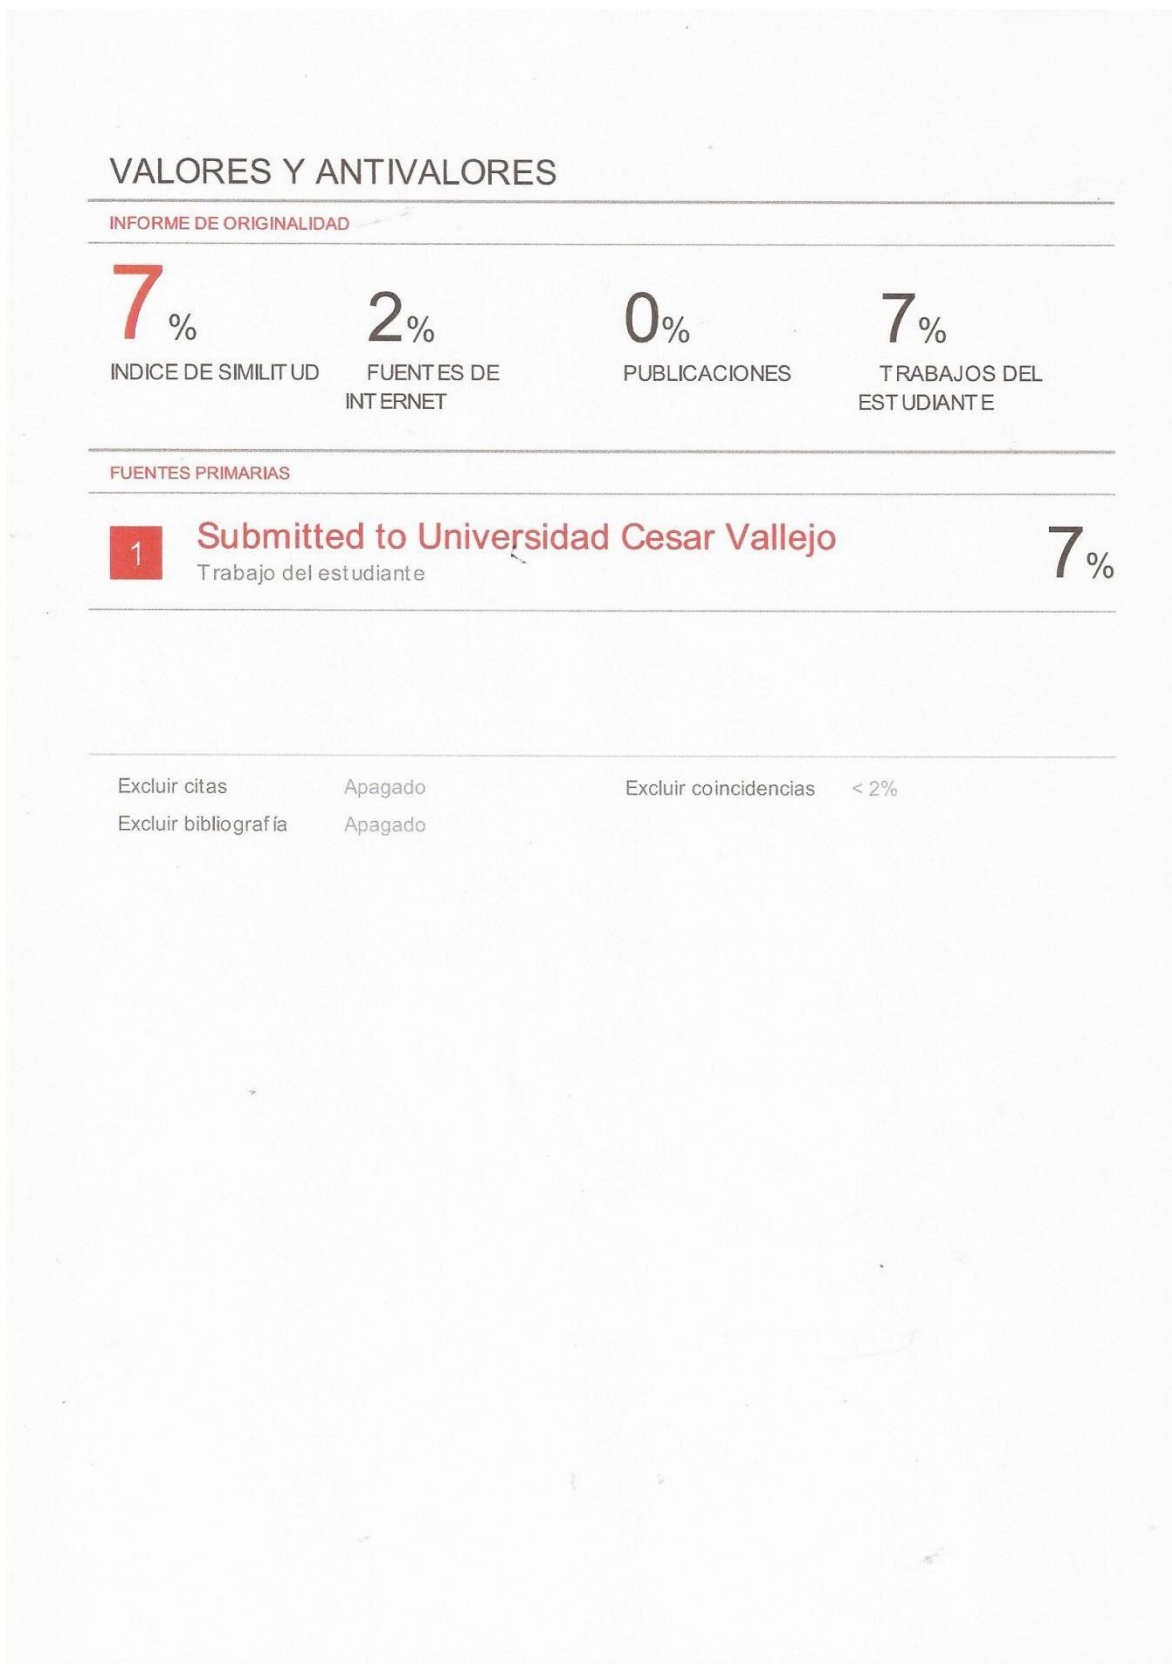 VALORES Y ANTIVALORES
INFORME DE ORIGINALIDAD
7%
2%
0%
7%
INDICE DE SIMILITUD
FUENTES DE
INTERNET
PUBLICACIONES
TRABAJOS DEL
ESTUDIANTE
FUENTES PRIMARIAS
1
Submitted to Universidad Cesar Vallejo
Trabajo del estudiante
7%
Excluir citas Apagado
Excluir coincidencias < 2%
Excluir bibliografía Apagado